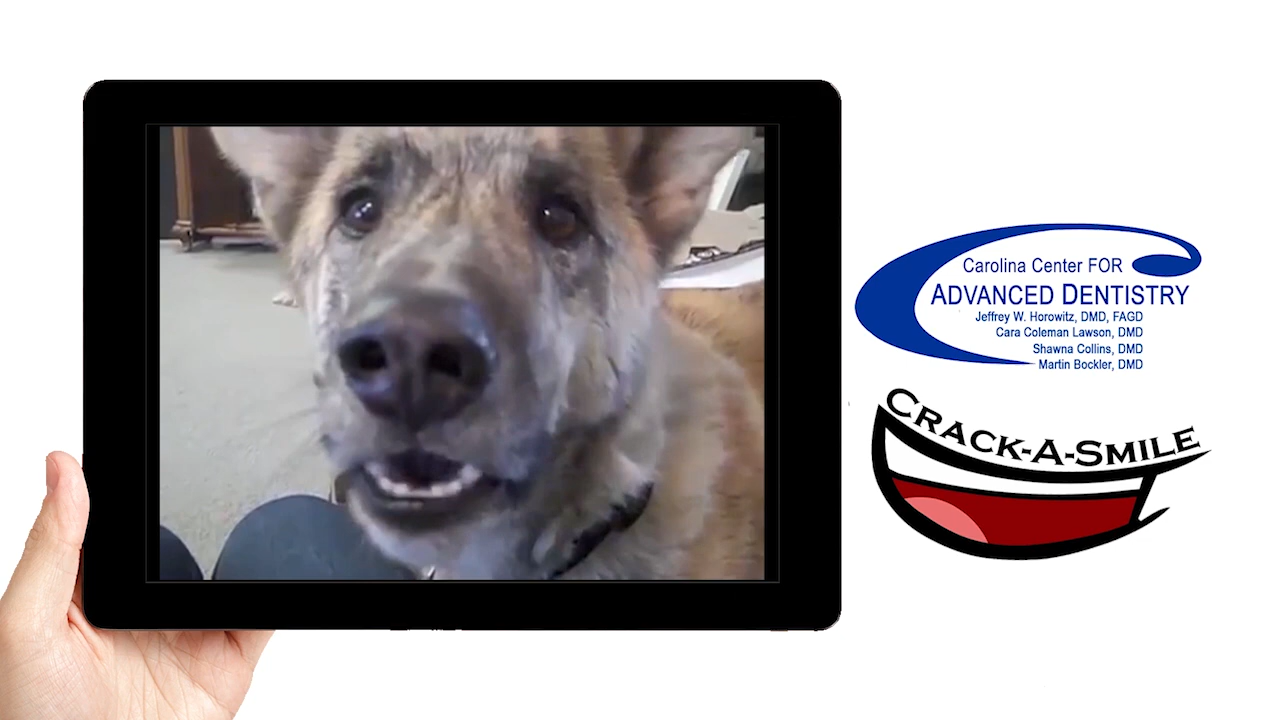 Carolina Center FOR
ADVANCED DENTISTRY
Jeffrey W. Horowitz, DMD, FAGD
Cara Coleman Lawson, DMD
Shawna Collins, DMD
Martin Bockler, DMD
CRACK-A-SMILE